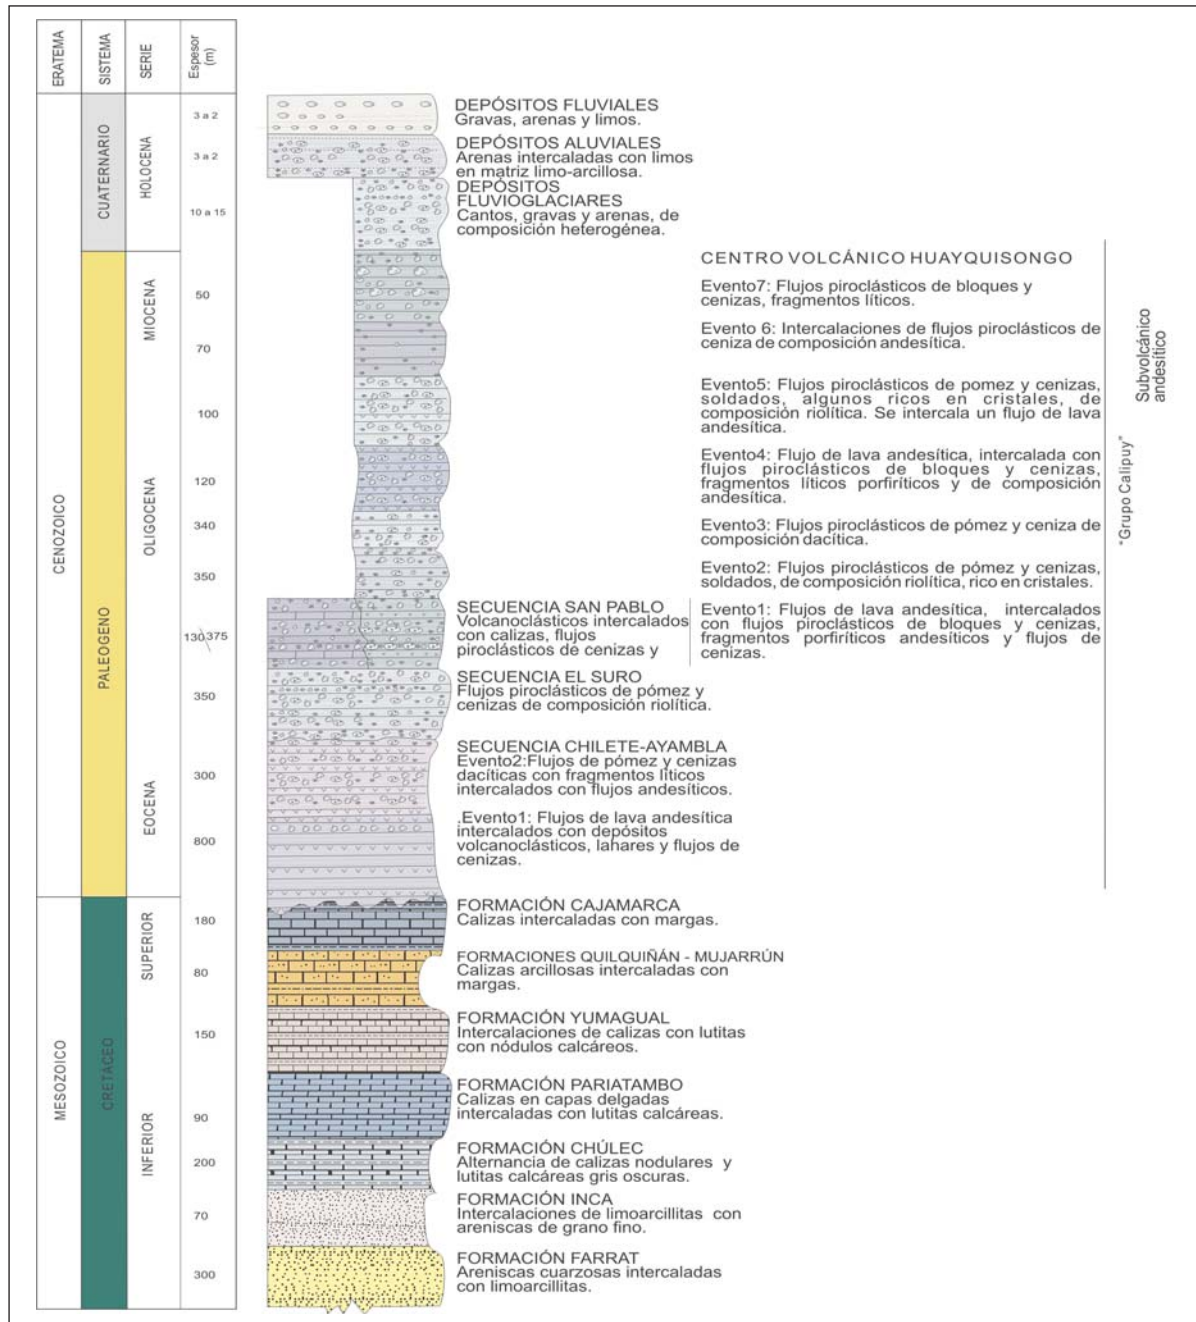 ERATEMA
SISTEMA
SERIE
Espesor
(m)
CENOZOICO
MESOZOICO
CUATERNARIO
PALEOGENO
CRETÁCEO
HOLOCENA
MIOCENA
OLIGOCENA
EOCENA
SUPERIOR
INFERIOR
3 a 2
3 a 2
10 a 15
50
70
100
120
340
350
130 375
350
300
800
180
80
150
90
200
70
300
DEPÓSITOS FLUVIALES
Gravas, arenas y limos.
DEPÓSITOS ALUVIALES
Arenas intercaladas con limos
en matriz limo-arcillosa.
DEPÓSITOS
FLUVIOGLACIARES
Cantos, gravas y arenas, de
composición heterogénea.
SECUENCIA SAN PABLO
Volcanoclásticos intercalados
con calizas, flujos
piroclásticos de cenizas y
SECUENCIA EL SURO
Flujos piroclásticos de pómez y
cenizas de composición riolítica.
SECUENCIA CHILETE-AYAMBLA
Evento2:Flujos de pómez y cenizas
dacíticas con fragmentos líticos
intercalados con flujos andesíticos.
.Evento1: Flujos de lava andesítica
intercalados con depósitos
volcanoclásticos, lahares y flujos de
cenizas.
FORMACIÓN CAJAMARCA
Calizas intercaladas con margas.
FORMACIONES QUILQUIÑÁN - MUJARRÚN
Calizas arcillosas intercaladas con
margas.
FORMACIÓN YUMAGUAL
Intercalaciones de calizas con lutitas
con nódulos calcáreos.
FORMACIÓN PARIATAMBO
Calizas en capas delgadas
intercaladas con lutitas calcáreas.
FORMACIÓN CHÚLEC
Alternancia de calizas nodulares y
lutitas calcáreas gris oscuras.
FORMACIÓN INCA
Intercalaciones de limoarcillitas con
areniscas de grano fino.
FORMACIÓN FARRAT
Areniscas cuarzosas intercaladas
con limoarcillitas.
CENTRO VOLCÁNICO HUAYQUISONGO
Evento7: Flujos piroclásticos de bloques y
cenizas, fragmentos líticos.
Evento 6: Intercalaciones de flujos piroclásticos de
ceniza de composición andesítica.
Evento5: Flujos piroclásticos de pomez y cenizas,
soldados, algunos ricos en cristales, de
composición riolítica. Se intercala un flujo de lava
andesítica.
Evento4: Flujo de lava andesítica, intercalada con
flujos piroclásticos de bloques y cenizas,
fragmentos líticos porfiríticos y de composición
andesítica.
Evento3: Flujos piroclásticos de pómez y ceniza de
composición dacítica.
Evento2: Flujos piroclásticos de pómez y cenizas,
soldados, de composición riolítica, rico en cristales.
Evento1: Flujos de lava andesítica, intercalados
con flujos piroclásticos de bloques y cenizas,
fragmentos porfiríticos andesíticos y flujos de
cenizas.
"Grupo Calipuy"
Subvolcánico
andesítico